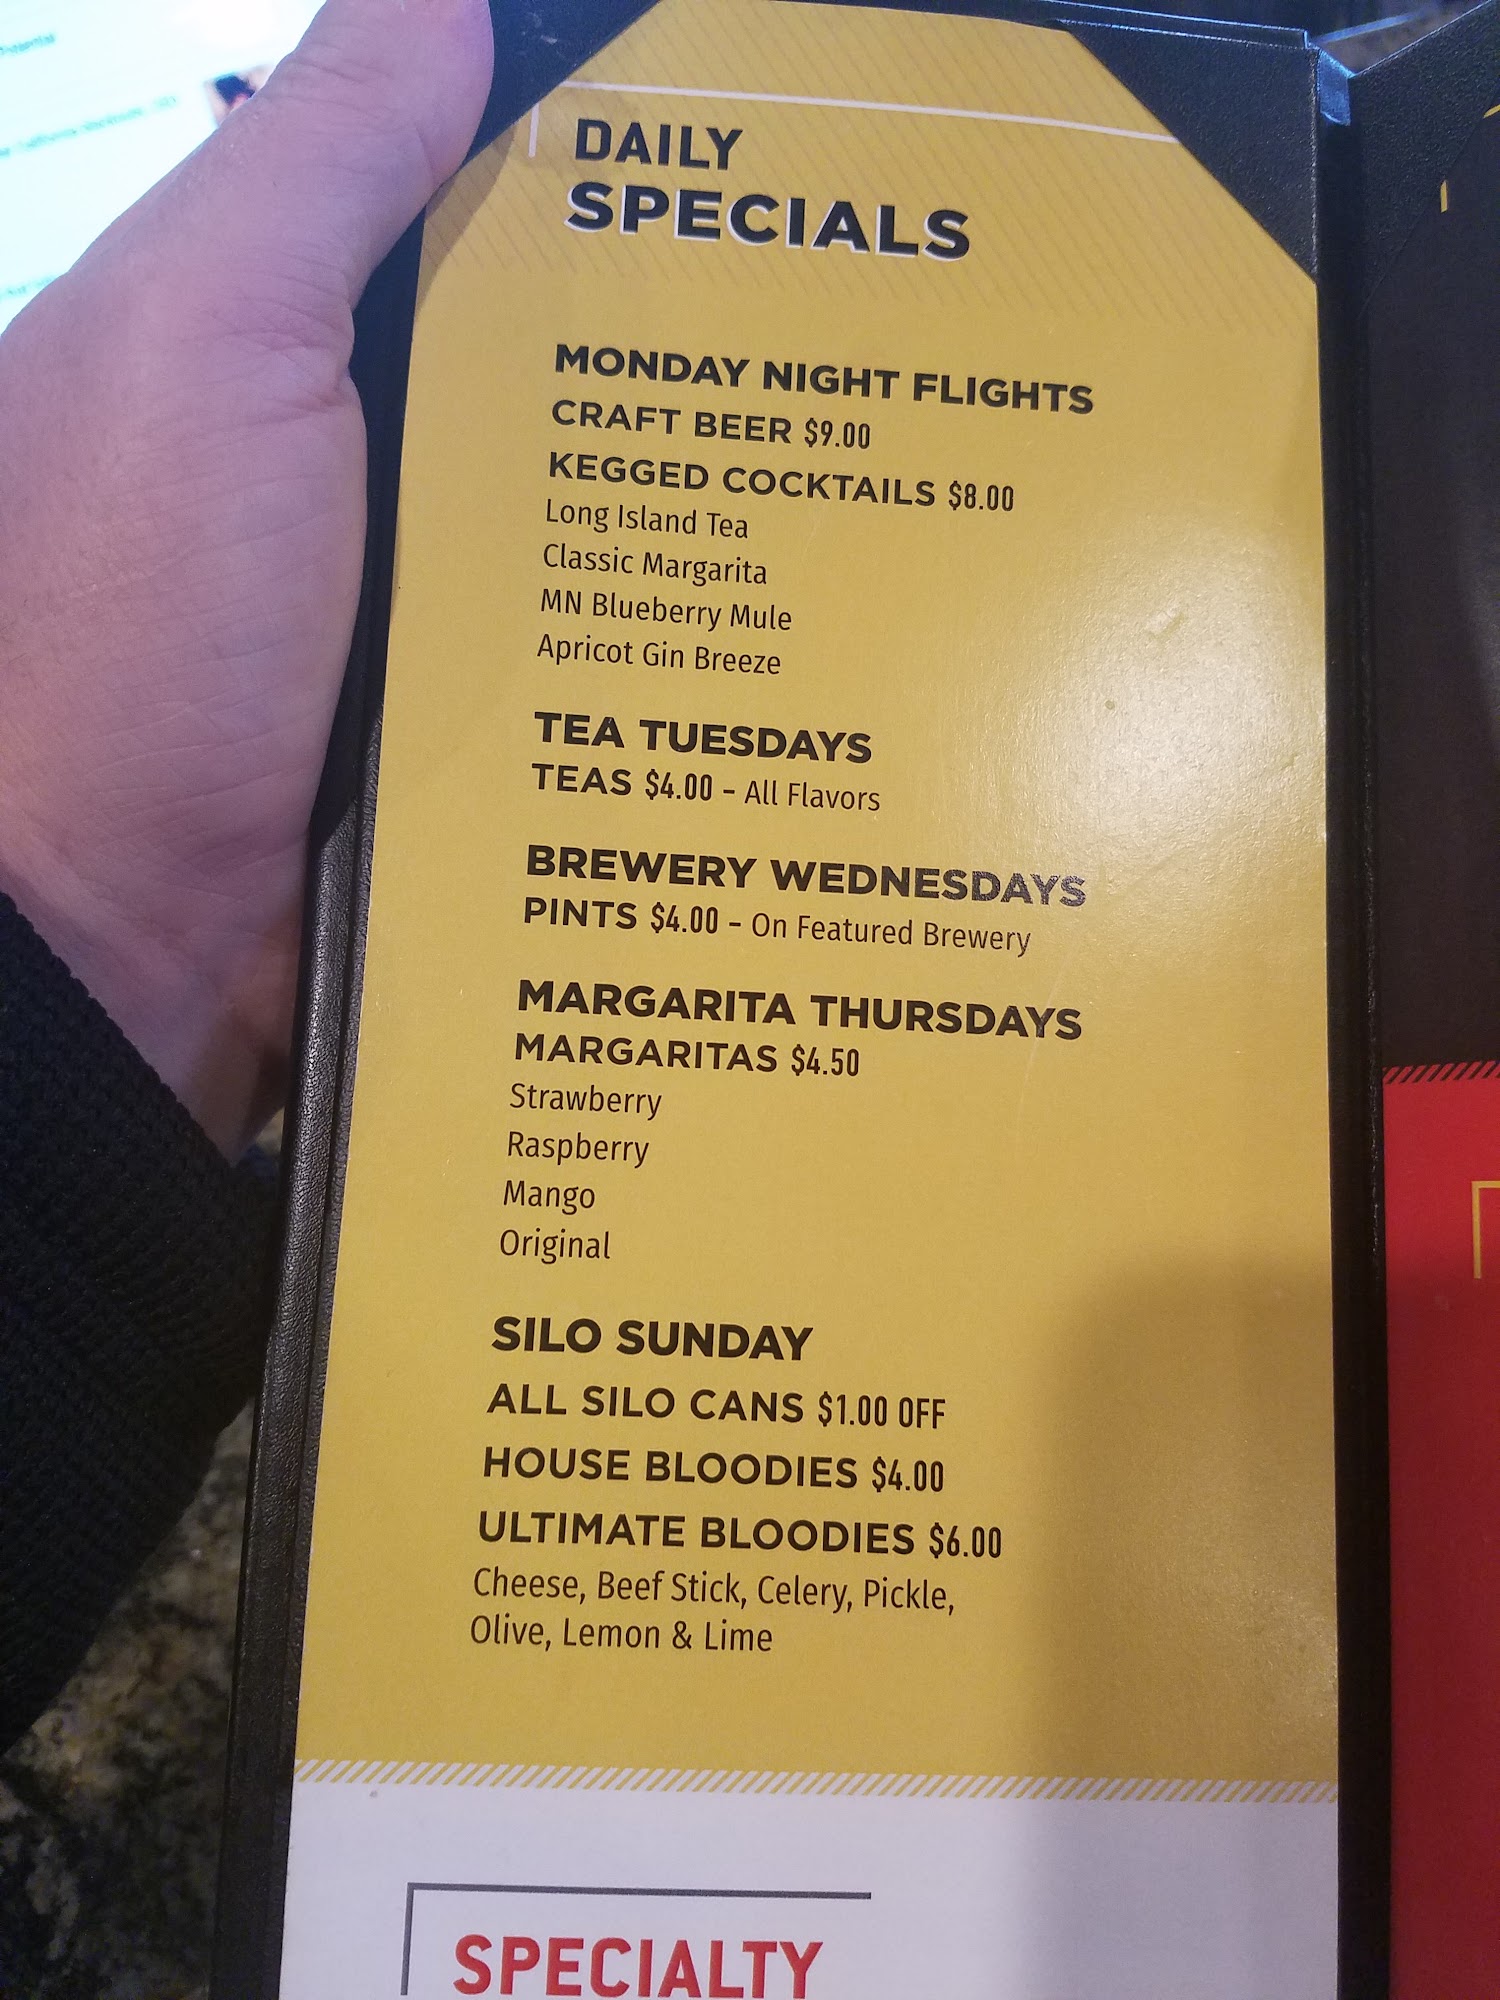 DAILY
SPECIALS
MONDAY NIGHT FLIGHTS
CRAFT BEER $9.00
KEGGED COCKTAILS $8.00
Long Island Tea
Classic Margarita
MN Blueberry Mule
Apricot Gin Breeze
TEA TUESDAYS
TEAS $4.00 – All Flavors
BREWERY WEDNESDAYS
PINTS $4.00 – On Featured Brewery
MARGARITA THURSDAYS
MARGARITAS $4.50
Strawberry
Raspberry
Mango
Original
SILO SUNDAY
ALL SILO CANS $1.00 OFF
HOUSE BLOODIES $4.00
ULTIMATE BLOODIES $6.00
Cheese, Beef Stick, Celery, Pickle,
Olive, Lemon & Lime
SPECIALTY